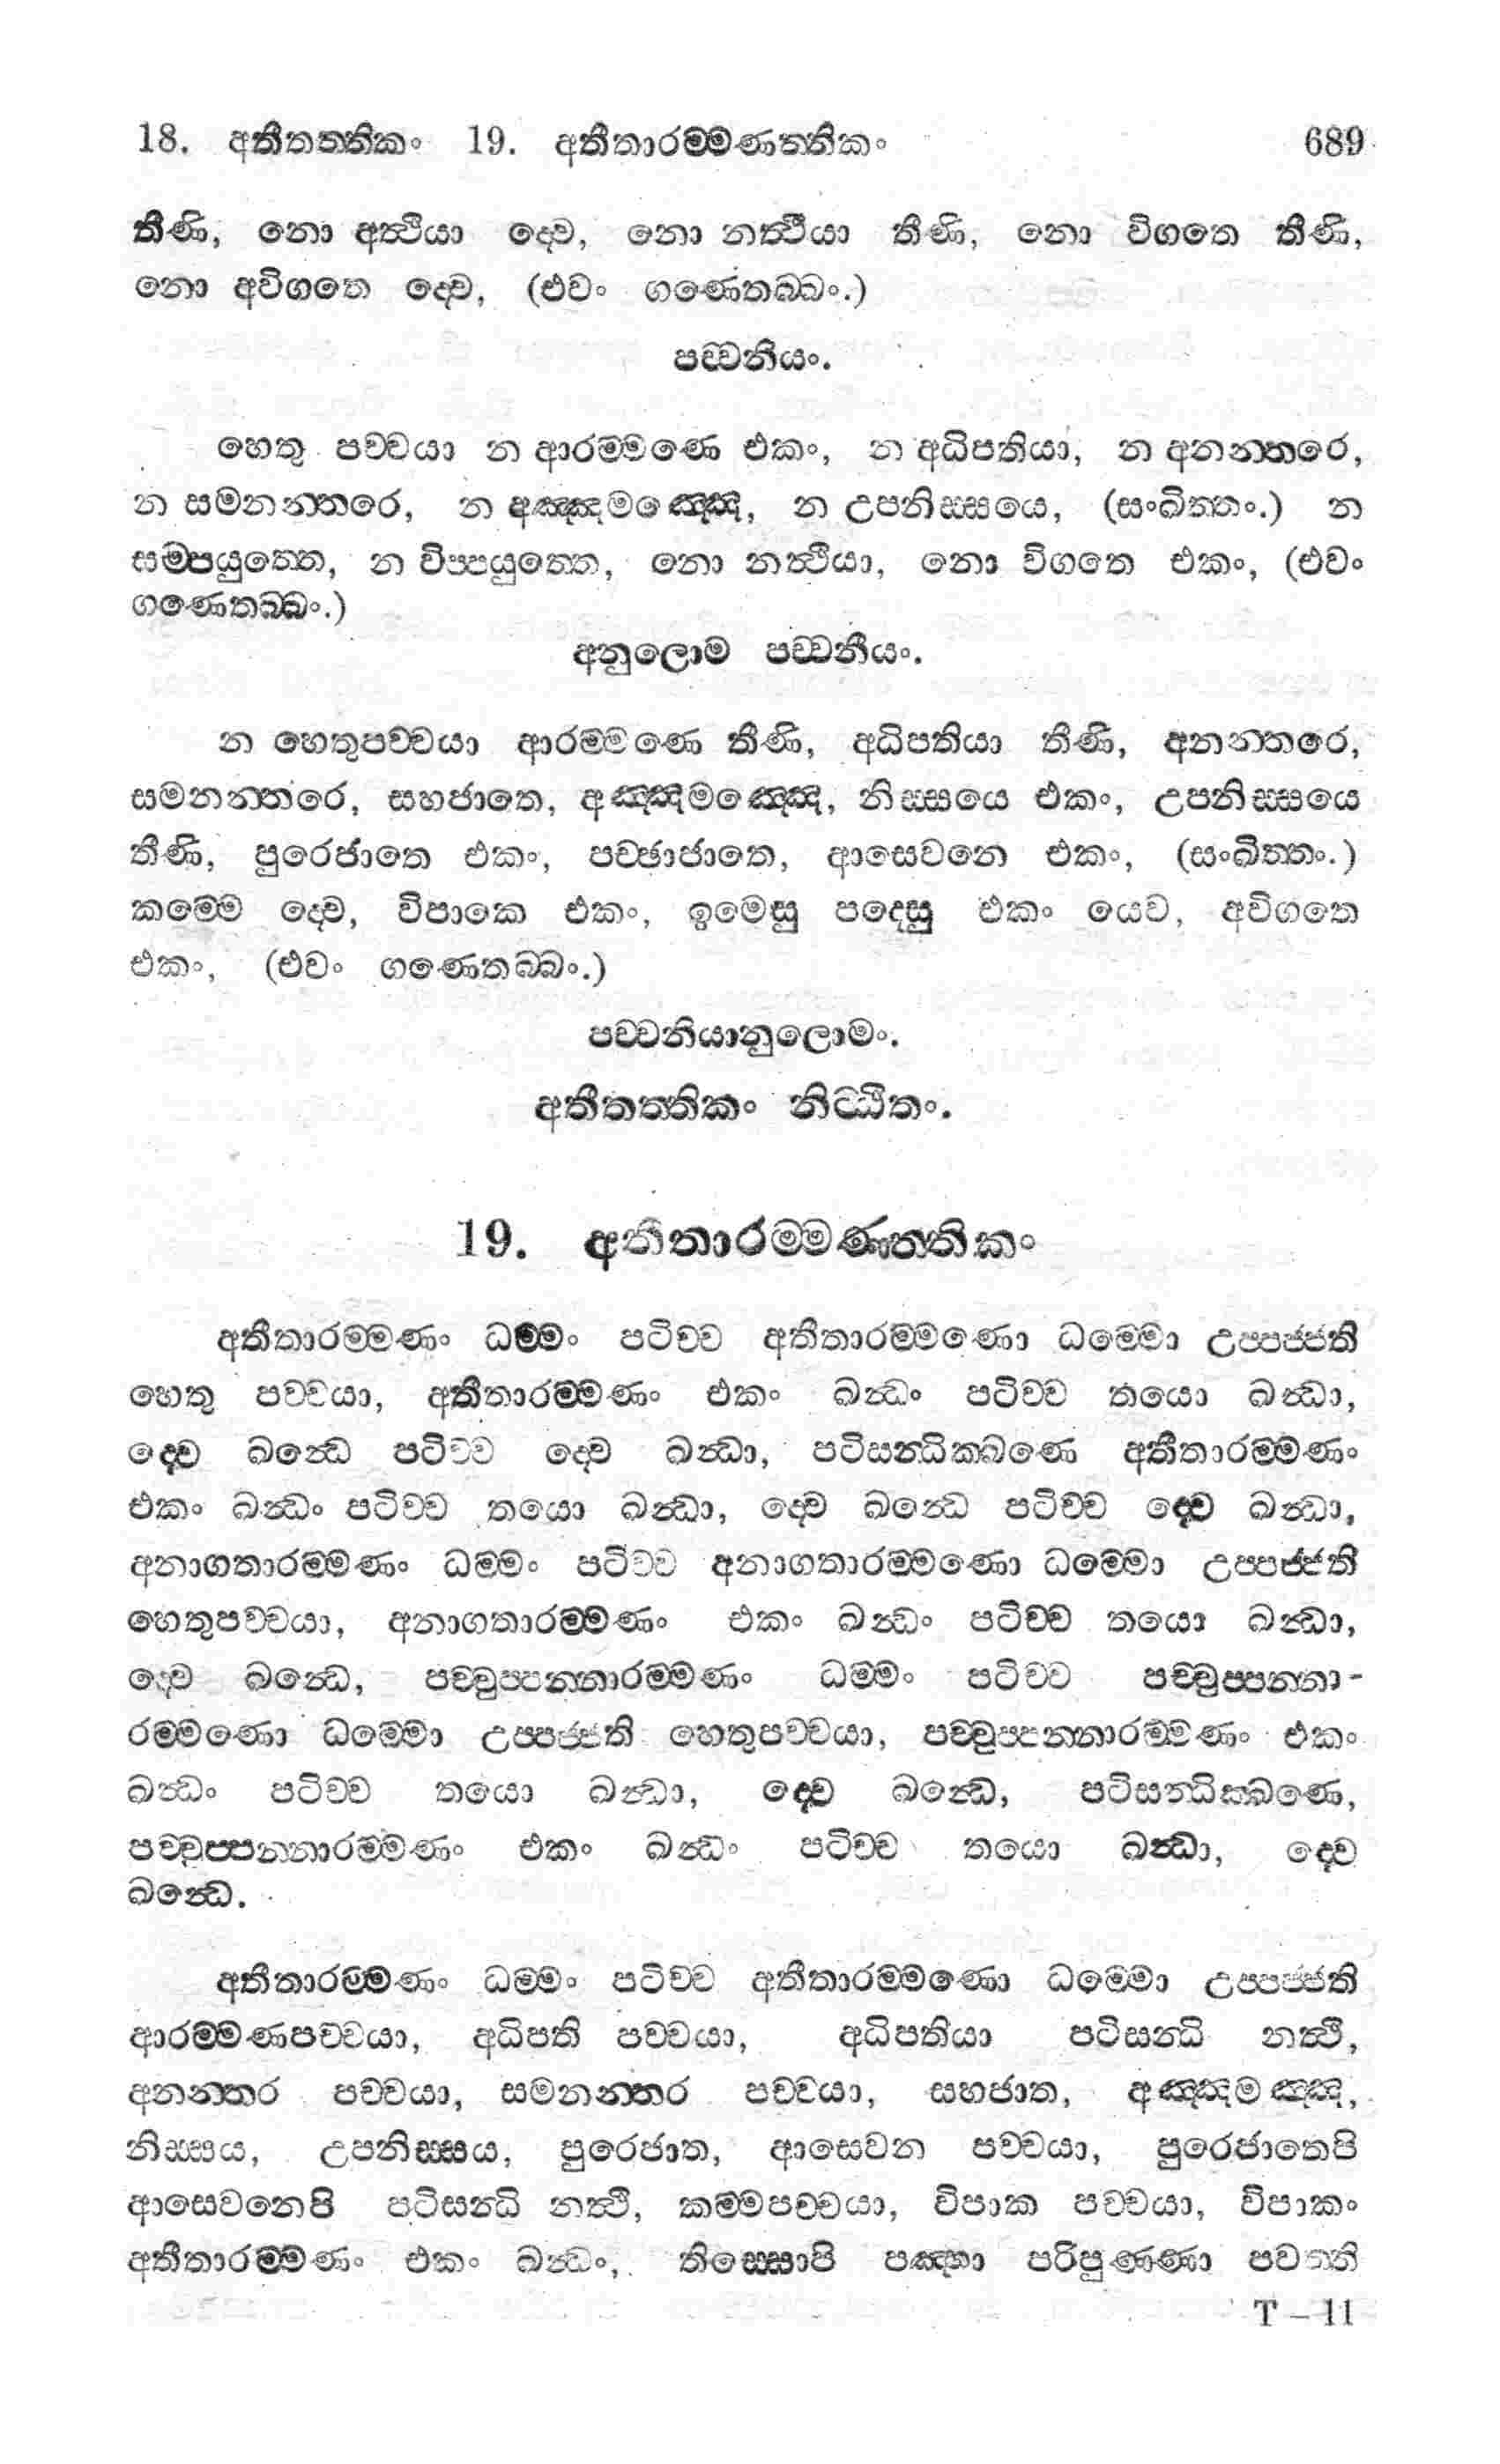 18. අතීතත්තිකං 19. අතීතාරම්මණත්තිකං 689
තීණි, නො අත්ථියා ද්වෙ, නො නත්ථියා තීණි, නො විගතෙ තීණි,
නො අවිගතෙ ද්වෙ, (එවං ගණෙතබ්බං.)
පච්චනීයං.
හෙතු පච්චයා න ආරම්මණෙ එකං, න අධිපතියා, න අනන්තරෙ,
න සමනන්තරෙ, න අඤ්ඤමඤ්ඤෙ, න උපනිස්සයෙ, (සංඛිත්තං.) න
සම්පයුත්තෙ, න විප්පයුත්තෙ, නො නත්ථියා, නො විගතෙ එකං, (එවං
ගණෙතබ්බං.)
අනුලොම පච්චනීයං.
න හෙතුපච්චයා ආරම්මණෙ තීණි, අධිපතියා තීණි, අනන්තරෙ,
සමනන්තරෙ, සහජාතෙ, අඤ්ඤමඤ්ඤෙ, නිස්සයෙ එකං, උපනිස්සයෙ
තීණි, පුරෙජාතෙ එකං, පච්ඡාජාතෙ, ආසෙවනෙ එකං, (සංඛිත්තං.)
කම්මෙ ද්වෙ, විපාකෙ එකං, ඉමෙසු පදෙසු එකං යෙව, අවිගතෙ
එකං, (එවං ගණෙතබ්බං.)
පච්චනියානුලොමං.
අතීතත්තිකං නිට්ඨිතං.
19. අතීතාරම්මණත්තිකං
අතීතාරම්මණං ධම්මං පටිච්ච අතීතාරම්මණො ධම්මො උප්පජ්ජති
හෙතු පච්චයා, අතීතාරම්මණං එකං ඛන්ධං පටිච්ච තයො ඛන්ධා,
ද්වෙ ඛන්ධෙ පටිච්ච ද්වෙ ඛන්ධා, පටිසන්ධික්ඛණෙ අතීතාරම්මණං
එකං ඛන්ධං පටිච්ච තයො ඛන්ධා, ද්වෙ ඛන්ධෙ පටිච්ච ද්වෙ ඛන්ධා,
අනාගතාරම්මණං ධම්මං පටිච්ච අනාගතාරම්මණො ධම්මො උප්පජ්ජති
හෙතුපච්චයා, අනාගතාරම්මණං එකං ඛන්ධං පටිච්ච තයො ඛන්ධා,
ද්වෙ ඛන්ධෙ, පච්චුප්පන්නාරම්මණං ධම්මං පටිච්ච පච්චුප්පන්නා-
රම්මණො ධම්මො උප්පජ්ජති හෙතුපච්චයා, පච්චුප්පන්නාරම්මණං එකං
ඛන්ධං පටිච්ච තයො ඛන්ධා, ද්වෙ ඛන්ධෙ, පටිසන්ධික්ඛණෙ,
පච්චුප්පන්නාරම්මණං එකං ඛන්ධං පටිච්ච තයො ඛන්ධා, ද්වෙ
ඛන්ධෙ.
අතීතාරම්මණං ධම්මං පටිච්ච අතීතාරම්මණො ධම්මො උප්පජ්ජති
ආරම්මණපච්චයා, අධිපති පච්චයා, අධිපතියා පටිසන්ධි නත්ථි,
අනන්තර පච්චයා, සමනන්තර පච්චයා, සහජාත, අඤ්ඤමඤ්ඤ,
නිස්සය, උපනිස්සය, පුරෙජාත, ආසෙවන පච්චයා, පුරෙජාතෙපි
ආසෙවනෙපි පටිසන්ධි නත්ථි, කම්මපච්චයා, විපාක පච්චයා, විපාකං
අතීතාරම්මණං එකං ඛන්ධං, තිස්සොපි පඤ්හා පරිපුණ්ණා පවත්ති
T – 11